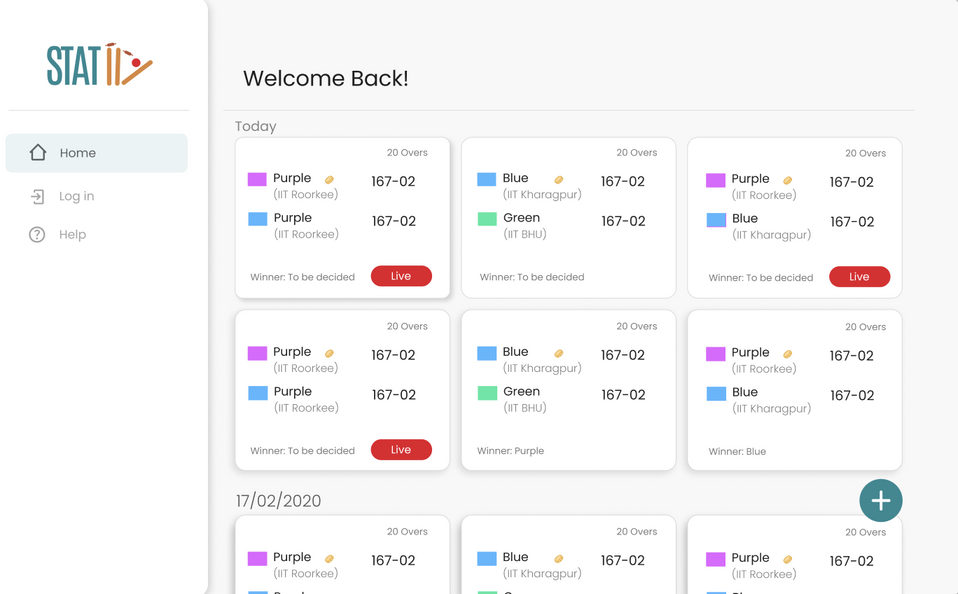 STAT
Home
Log in
Help
Welcome Back!
Today
20 Overs
Purple
167-02
(IIT Roorkee)
Purple
167-02
(IIT Roorkee)
Winner: To be decided
Live
20 Overs
Blue
167-02
(IIT Kharagpur)
Green
167-02
(IIT BHU)
Winner: To be decided
20 Overs
Purple
167-02
(IIT Roorkee)
Blue
167-02
(IIT Kharagpur)
Winner: To be decided
Live
20 Overs
Purple
167-02
(IIT Roorkee)
Purple
167-02
(IIT Roorkee)
Winner: To be decided
Live
20 Overs
Blue
167-02
(IIT Kharagpur)
Green
167-02
(IIT BHU)
Winner: Purple
20 Overs
Purple
167-02
(IIT Roorkee)
Blue
167-02
(IIT Kharagpur)
Winner: Blue
17/02/2020
20 Overs
Purple
167-02
(IIT Roorkee)
20 Overs
Blue
167-02
(IIT Kharagpur)
20 Overs
Purple
167-02
(IIT Roorkee)